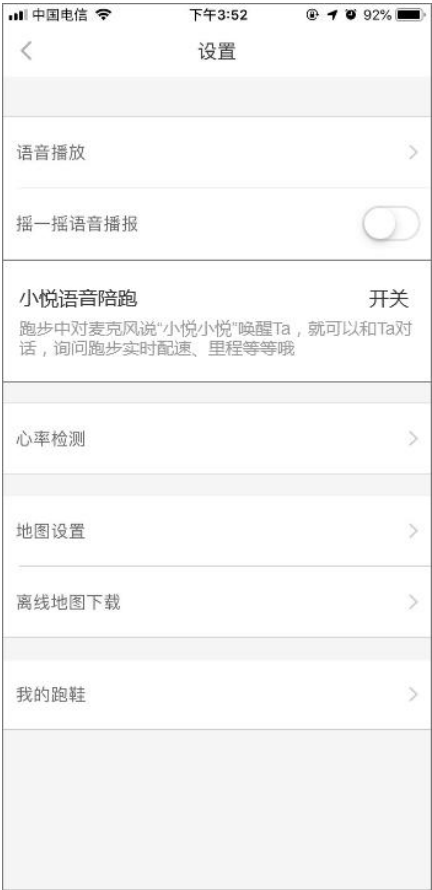 中国电信 下午3:52 92%
设置
语音播放
摇一摇语音播报
小悦语音陪跑 开关
跑步中对麦克风说“小悦小悦”唤醒Ta，就可以和Ta对
话，询问跑步实时配速、里程等等哦
心率检测
地图设置
离线地图下载
我的跑鞋